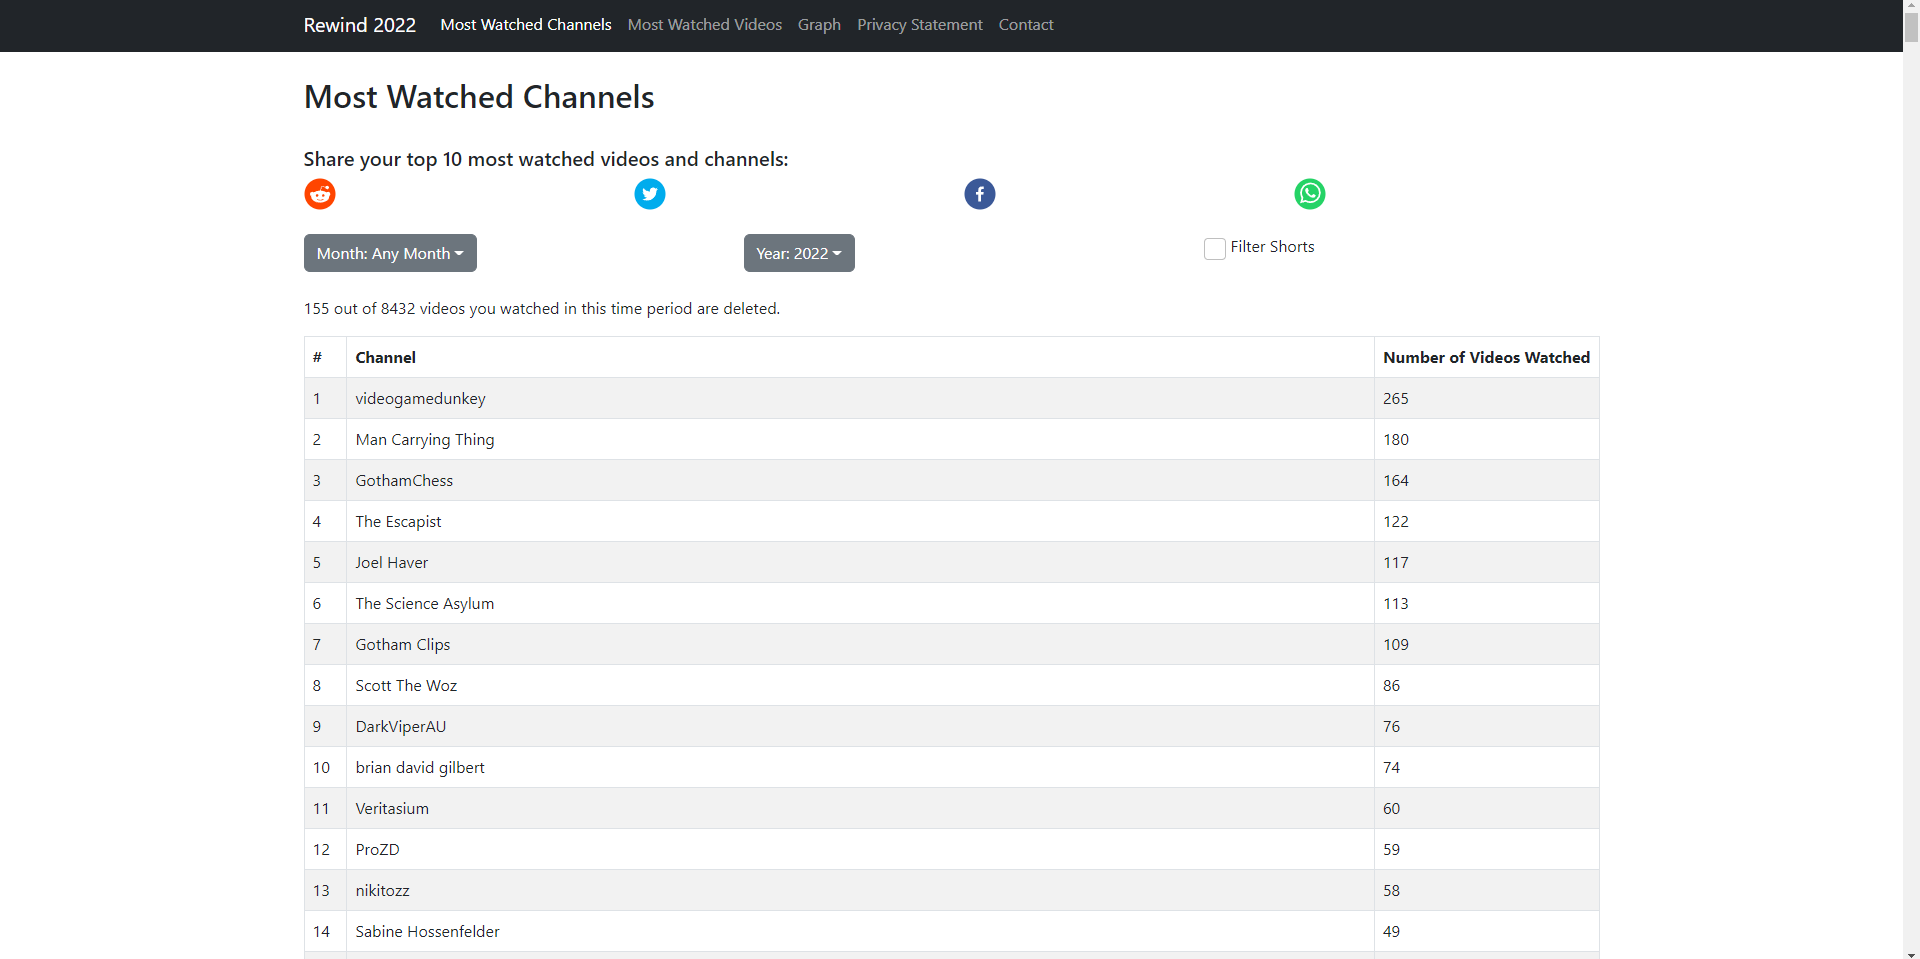 Rewind 2022 Most Watched Channels Most Watched Videos Graph Privacy Statement Contact
Most Watched Channels
Share your top 10 most watched videos and channels:
Month: Any Month Year: 2022 Filter Shorts
155 out of 8432 videos you watched in this time period are deleted.
# Channel Number of Videos Watched
1 videogamedunkey 265
2 Man Carrying Thing 180
3 GothamChess 164
4 The Escapist 122
5 Joel Haver 117
6 The Science Asylum 113
7 Gotham Clips 109
8 Scott The Woz 86
9 DarkViperAU 76
10 brian david gilbert 74
11 Veritasium 60
12 ProZD 59
13 nikitozz 58
14 Sabine Hossenfelder 49